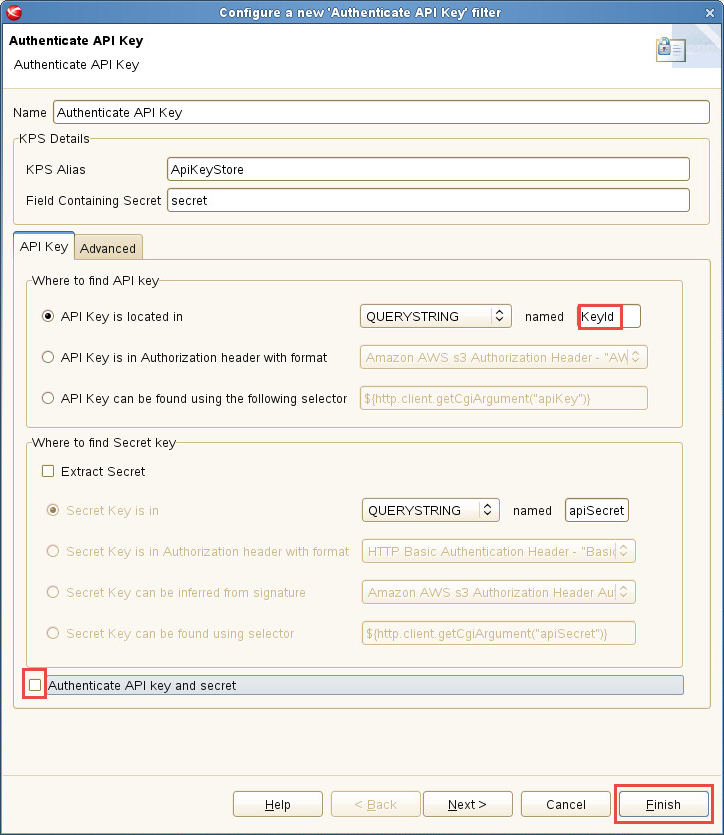 Configure a new 'Authenticate API Key' filter
Authenticate API Key
Authenticate API Key
Name Authenticate API Key
KPS Details
KPS Alias ApiKeyStore
Field Containing Secret secret
API Key Advanced
Where to find API key
API Key is located in QUERYSTRING named KeyId
API Key is in Authorization header with format Amazon AWS s3 Authorization Header - "AW
API Key can be found using the following selector ${http.client.getCgiArgument("apiKey")}
Where to find Secret key
Extract Secret
Secret Key is in QUERYSTRING named apiSecret
Secret Key is in Authorization header with format HTTP Basic Authentication Header - "Basic
Secret Key can be inferred from signature Amazon AWS s3 Authorization Header Au
Secret Key can be found using selector ${http.client.getCgiArgument("apiSecret")}
Authenticate API key and secret
Help < Back Next > Cancel Finish